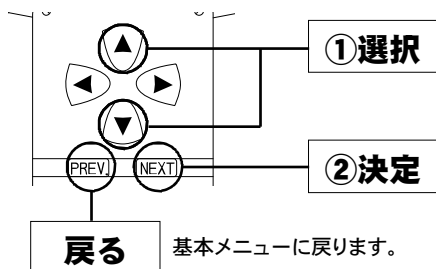 ①選択
PREV.
NEXT
②決定
戻る
基本メニューに戻ります。